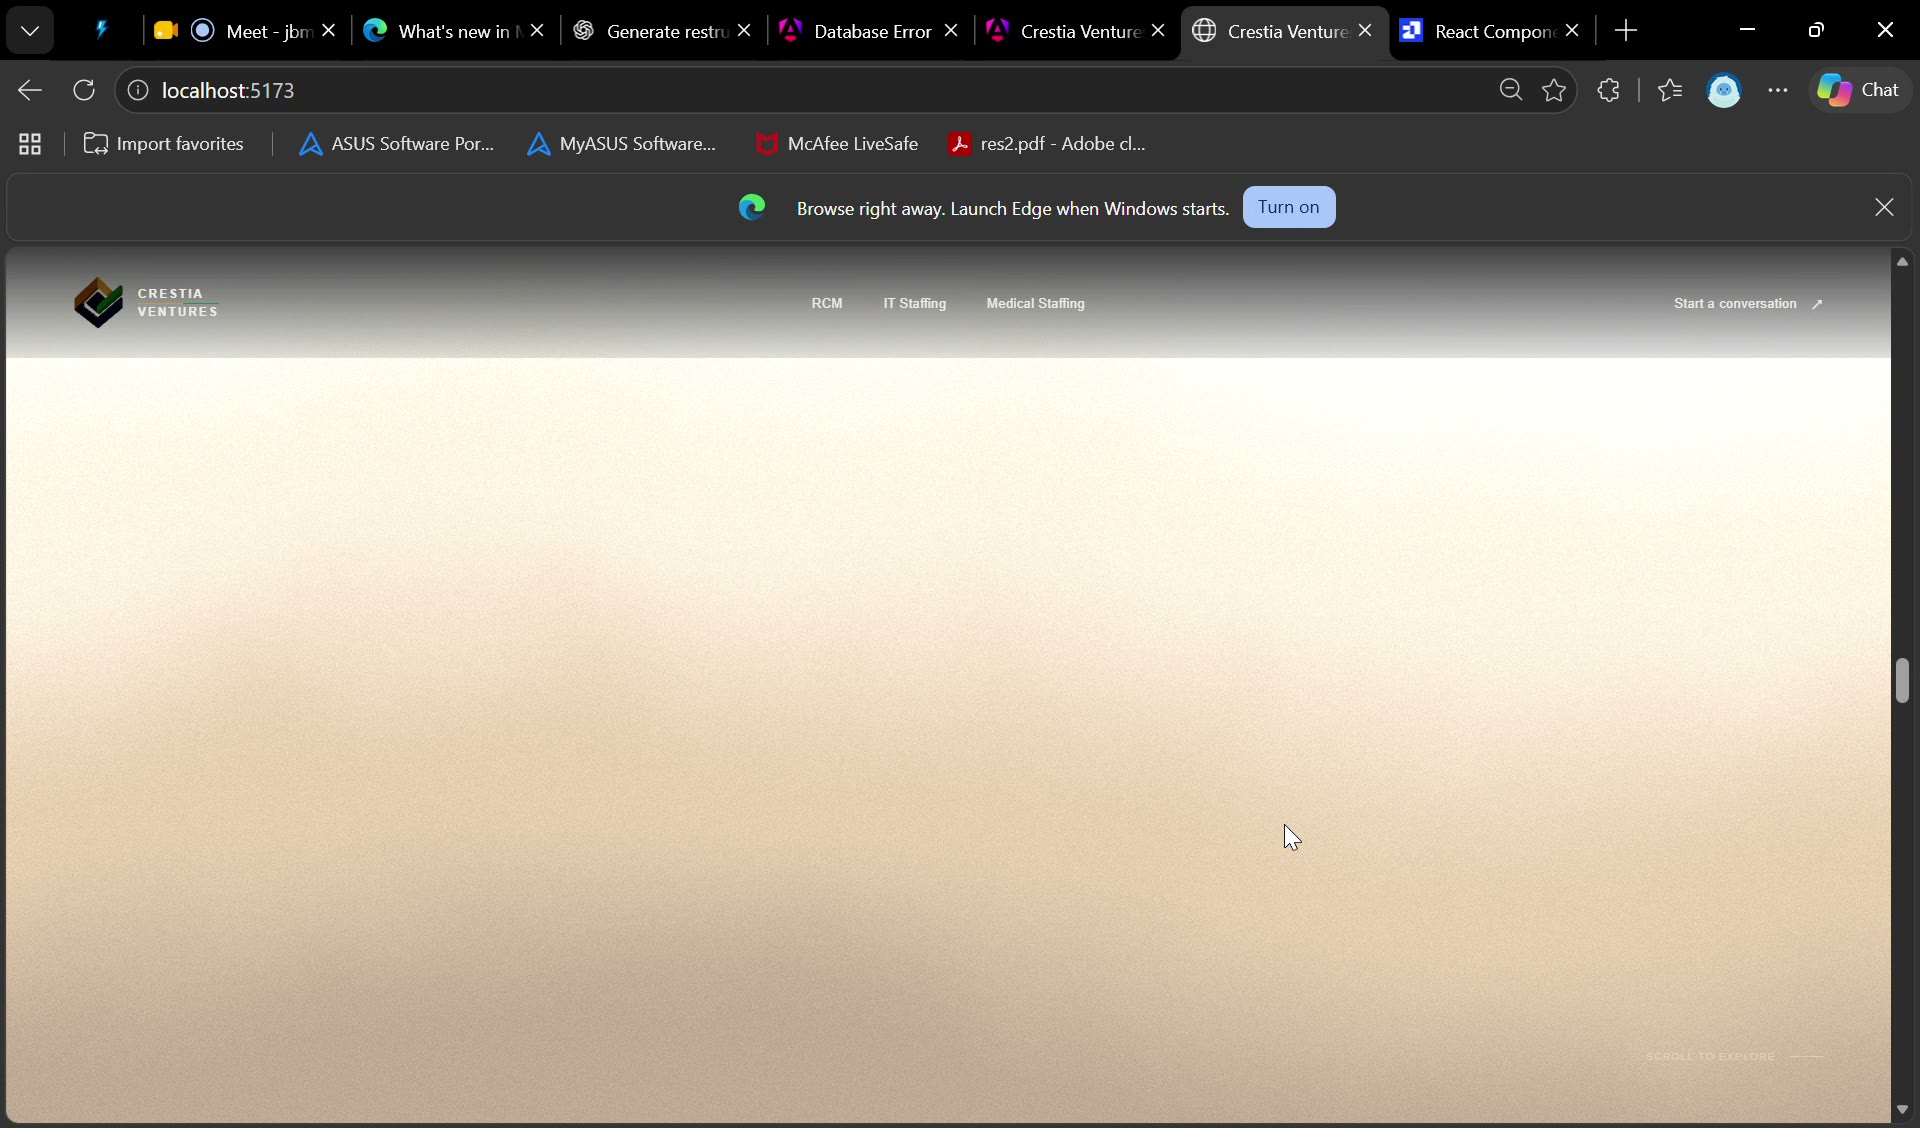 Meet - jbm
What's new in
Generate restru
Database Error
Crestia Venture
Crestia Venture
React Compone
localhost:5173
Chat
Import favorites
ASUS Software Por...
MyASUS Software...
McAfee LiveSafe
res2.pdf - Adobe cl...
Browse right away. Launch Edge when Windows starts.
Turn on
CRESTIA
VENTURES
RCM
IT Staffing
Medical Staffing
Start a conversation
SCROLL TO EXPLORE